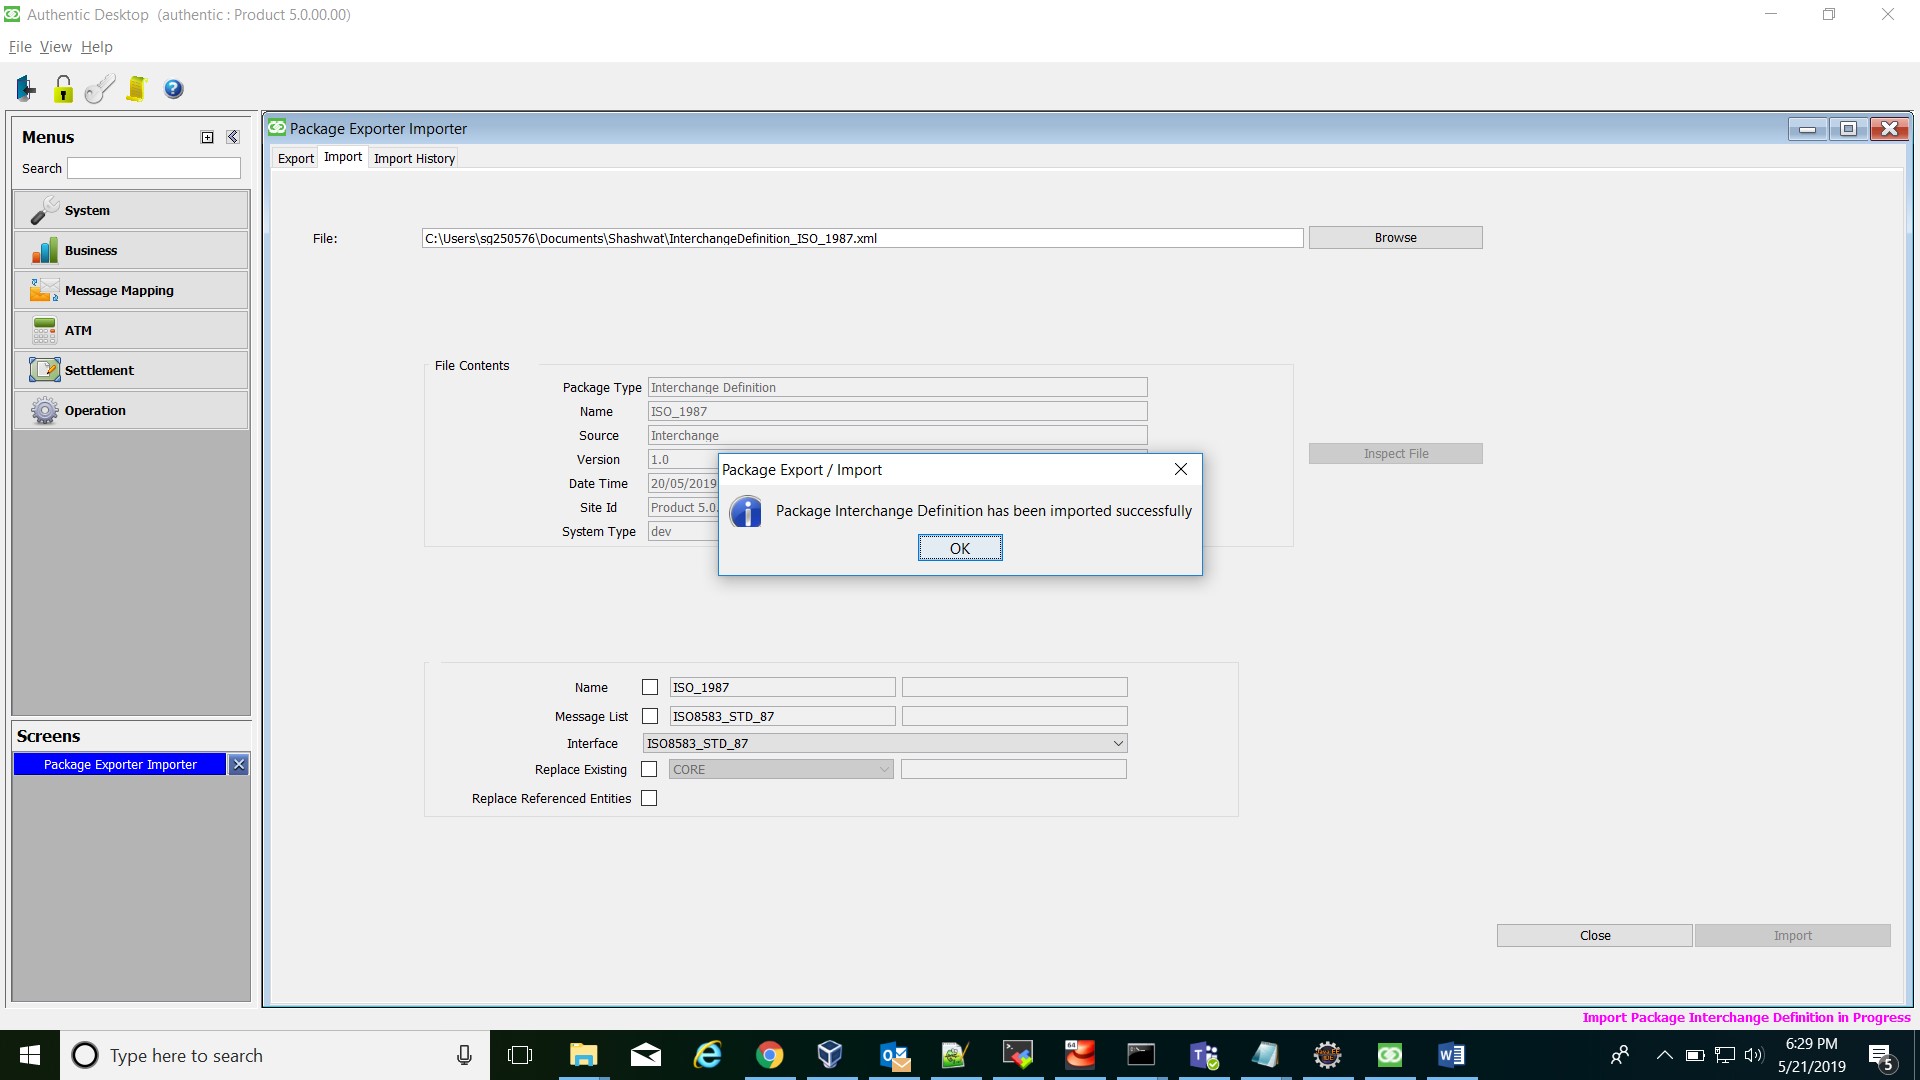 Authentic Desktop (authentic : Product 5.0.00.00)
File View Help
Menus
Search
System
Business
Message Mapping
ATM
Settlement
Operation
Screens
Package Exporter Importer
Package Exporter Importer
Export Import Import History
File: C:\Users\sg250576\Documents\Shashwat\InterchangeDefinition_ISO_1987.xml Browse
File Contents
Package Type Interchange Definition
Name ISO_1987
Source Interchange
Version 1.0
Date Time 20/05/2019
Site Id Product 5.0.
System Type dev
Inspect File
Package Export / Import
Package Interchange Definition has been imported successfully
OK
Name ISO_1987
Message List ISO8583_STD_87
Interface ISO8583_STD_87
Replace Existing CORE
Replace Referenced Entities
Close Import
Import Package Interchange Definition in Progress
Type here to search
64
6:29 PM
5/21/2019
5